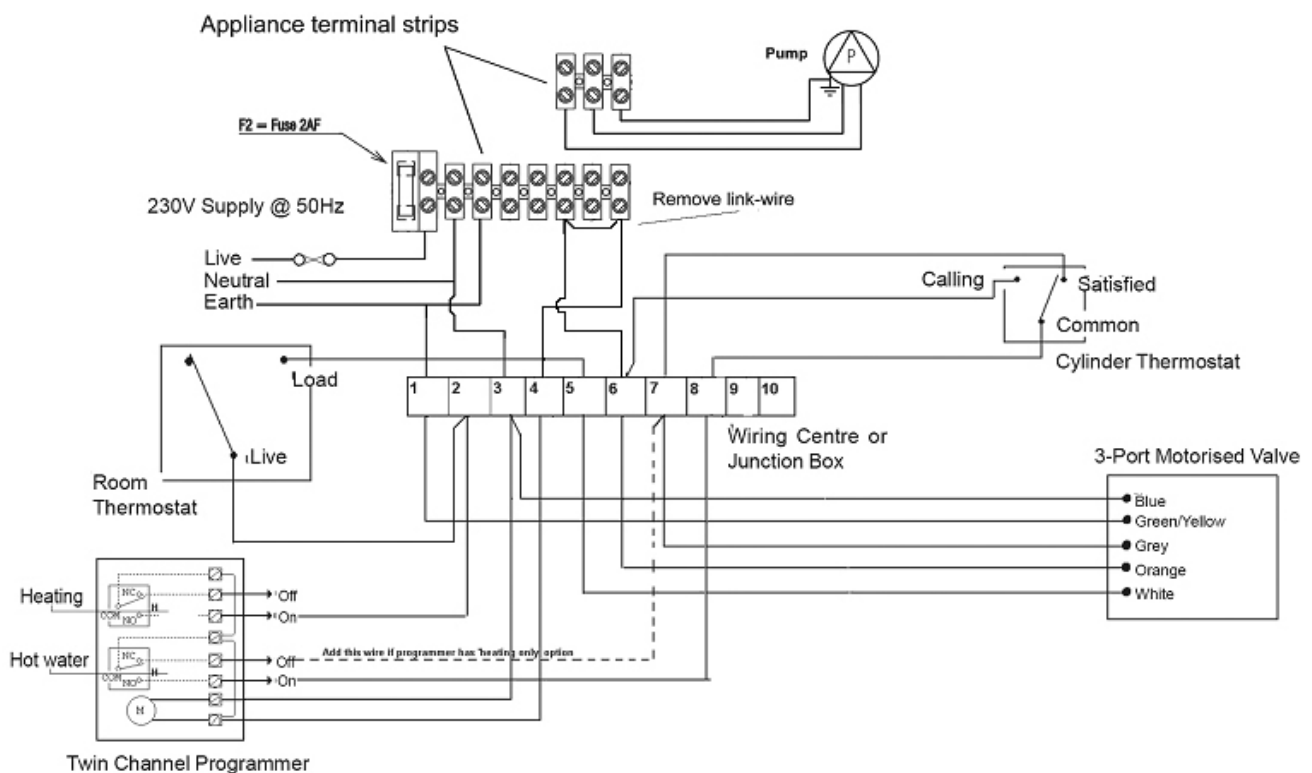 Appliance terminal strips
Pump
P
F2 = Fuse 2AF
230V Supply @ 50Hz
Remove link-wire
Live
Neutral
Earth
Calling
Satisfied
Common
Cylinder Thermostat
Load
1 2 3 4 5 6 7 8 9 10
Live
Wiring Centre or
Junction Box
Room
Thermostat
3-Port Motorised Valve
Blue
Green/Yellow
Grey
Orange
White
Heating
NC
H
COM
NO
Off
On
Hot water
NC
H
COM
NO
Off
Add this wire if programmer has 'heating only' option
On
M
Twin Channel Programmer